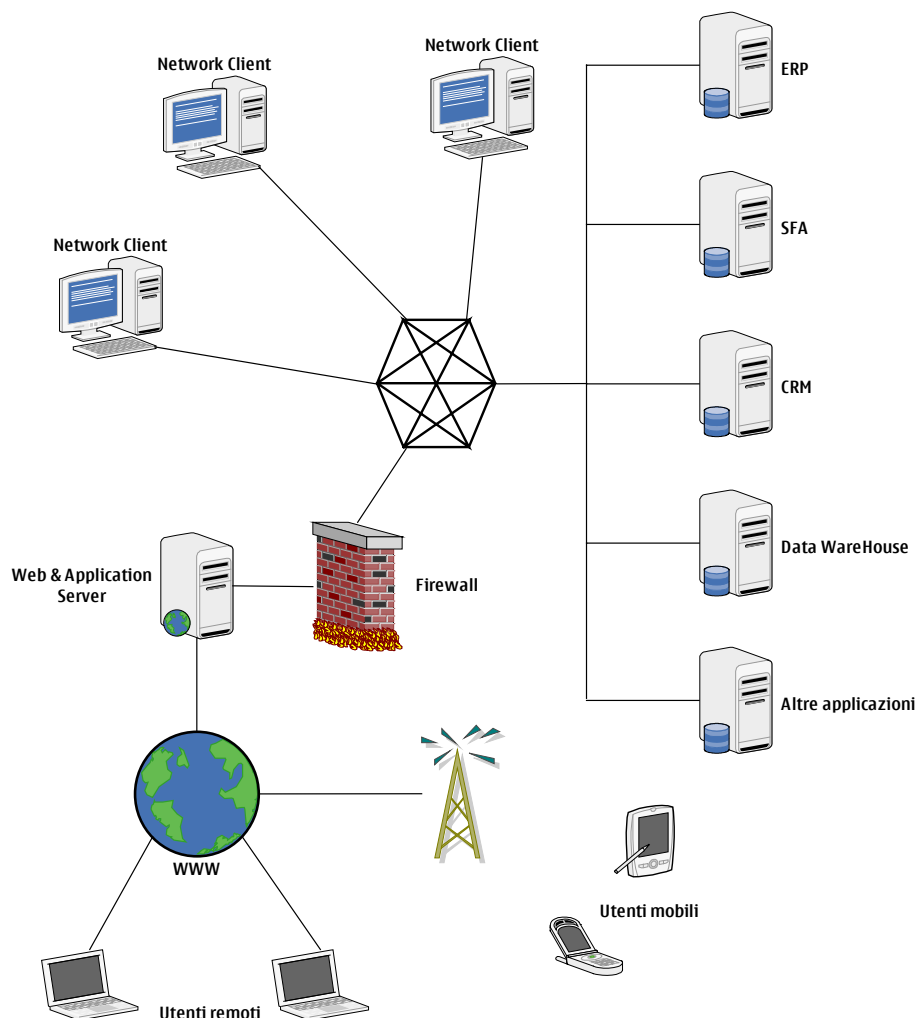 Network Client
Network Client
ERP
SFA
Network Client
CRM
Data WareHouse
Web & Application
Server
Firewall
Altre applicazioni
WWW
Utenti mobili
Utenti remoti